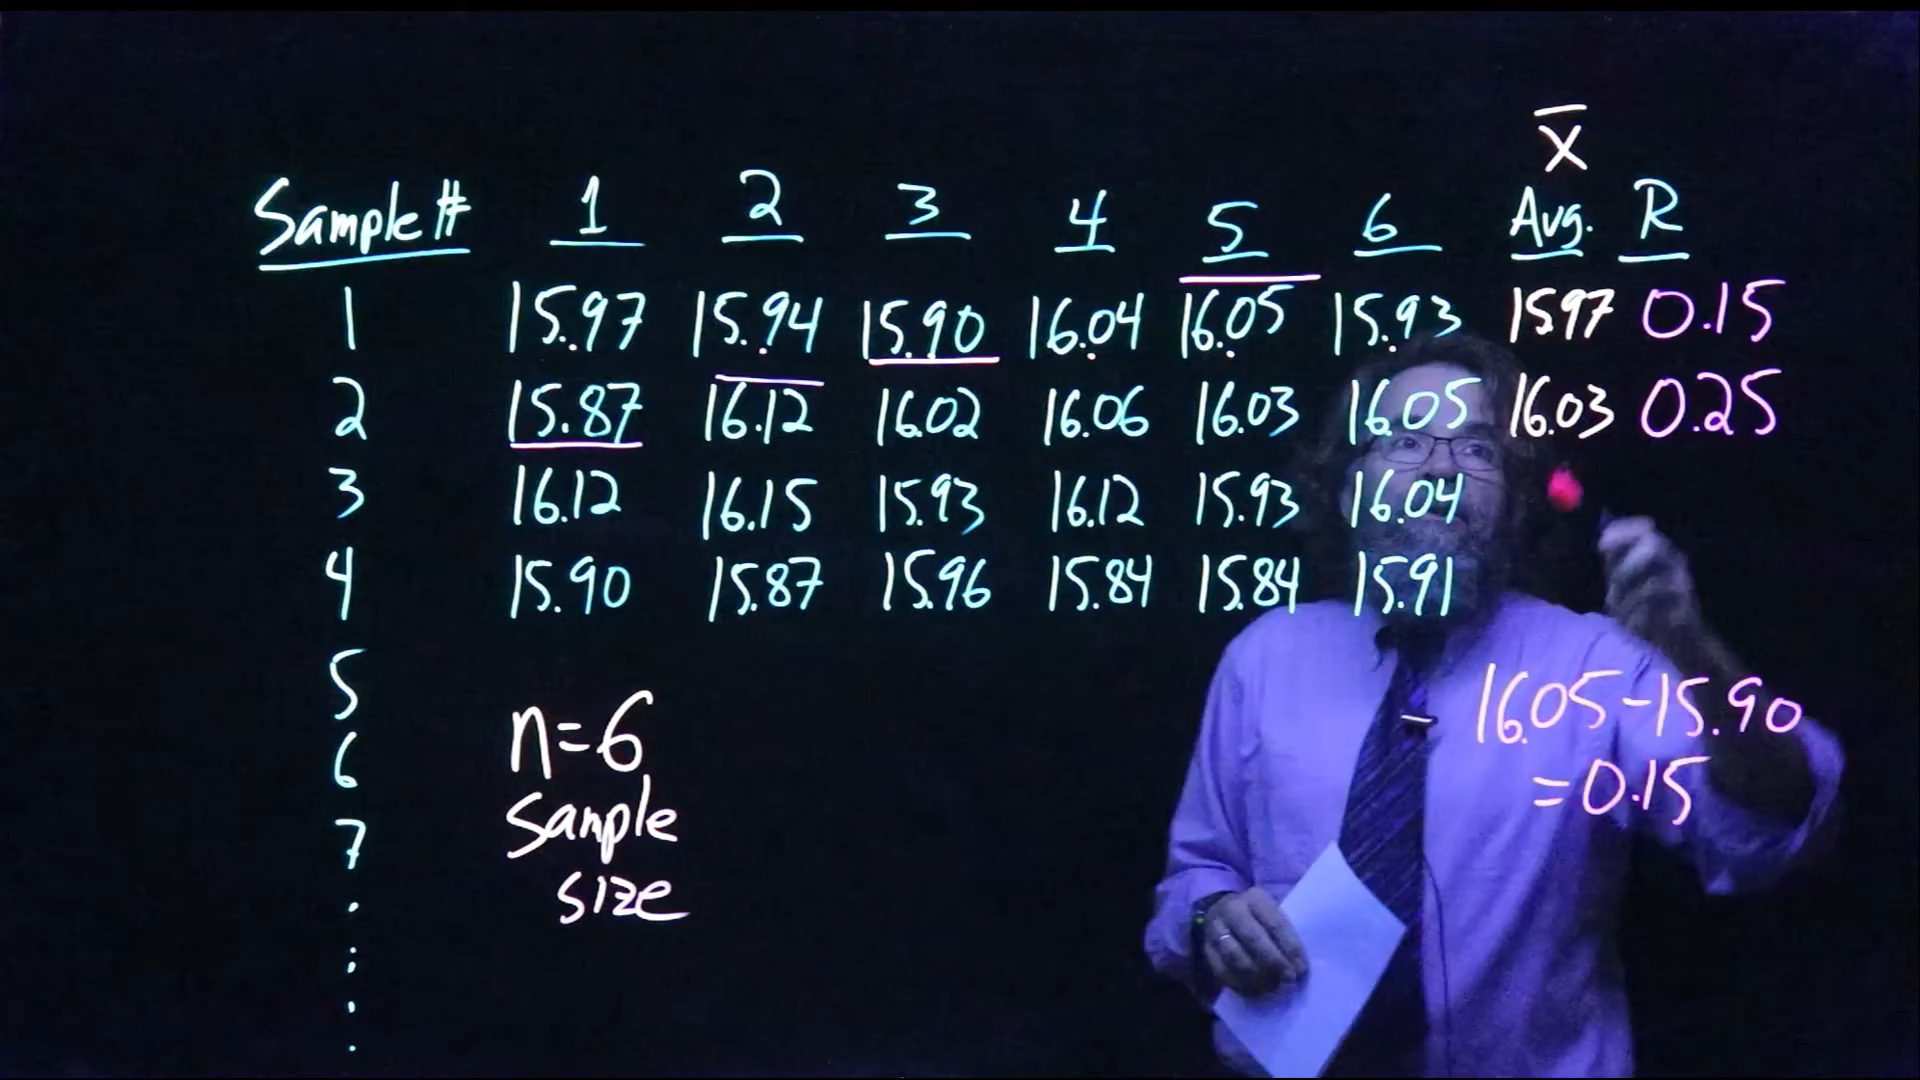 x̄
Sample # 1 2 3 4 5 6 Avg. R
1 15.97 15.94 15.90 16.04 16.05 15.93 15.97 0.15
2 15.87 16.12 16.02 16.06 16.03 16.05 16.03 0.25
3 16.12 16.15 15.93 16.12 15.93 16.04
4 15.90 15.87 15.96 15.84 15.84 15.91
5
6
7
n=6
sample
size
16.05-15.90
=0.15